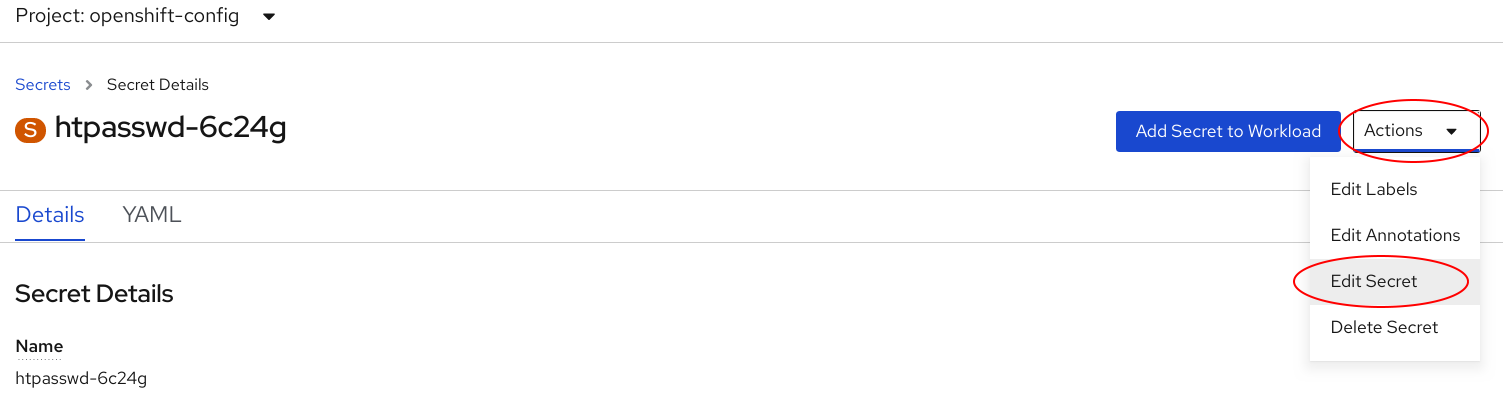 Project: openshift-config
Secrets > Secret Details
S htpasswd-6c24g
Add Secret to Workload
Actions
Edit Labels
Edit Annotations
Edit Secret
Delete Secret
Details YAML
Secret Details
Name
htpasswd-6c24g